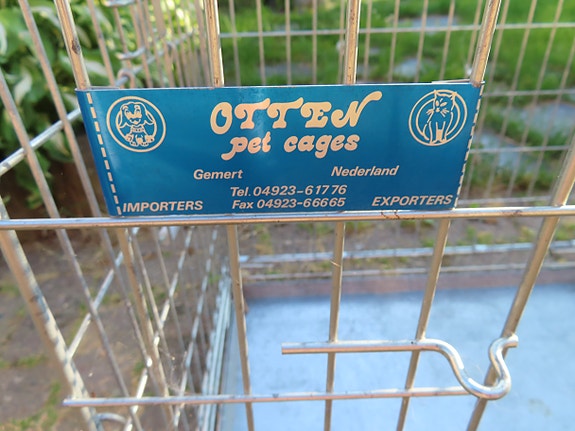 OTTEN
pet cages
Gemert Nederland
Tel. 04923-61776
IMPORTERS Fax 04923-66665 EXPORTERS